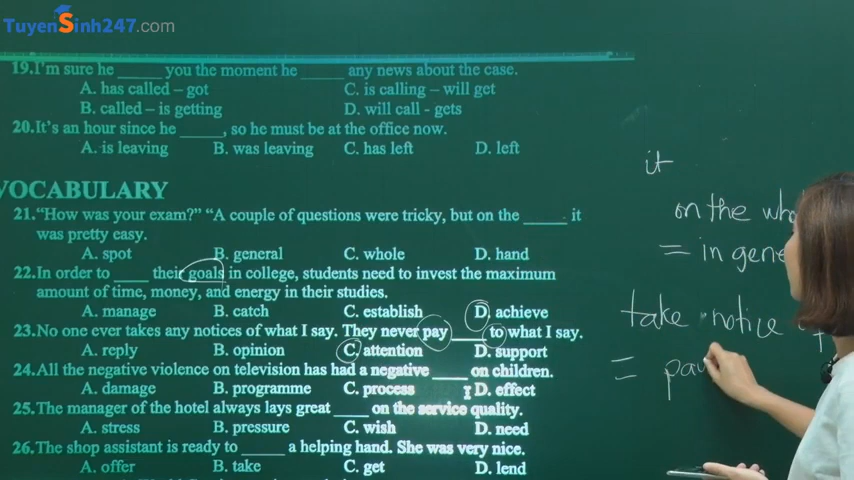 TuyenSinh247.com
19.I'm sure he _____ you the moment he _____ any news about the case.
A. has called – got C. is calling – will get
B. called – is getting D. will call - gets
20.It's an hour since he _____, so he must be at the office now.
A. is leaving B. was leaving C. has left D. left
VOCABULARY
21.“How was your exam?” “A couple of questions were tricky, but on the _____ it
was pretty easy.
A. spot B. general C. whole D. hand
22.In order to ____ their goals in college, students need to invest the maximum
amount of time, money, and energy in their studies.
A. manage B. catch C. establish D. achieve
23.No one ever takes any notices of what I say. They never pay ____ to what I say.
A. reply B. opinion C. attention D. support
24.All the negative violence on television has had a negative ____ on children.
A. damage B. programme C. process D. effect
25.The manager of the hotel always lays great ____ on the service quality.
A. stress B. pressure C. wish D. need
26.The shop assistant is ready to _____ a helping hand. She was very nice.
A. offer B. take C. get D. lend
it
on the who
= in gene
take notice
= pay